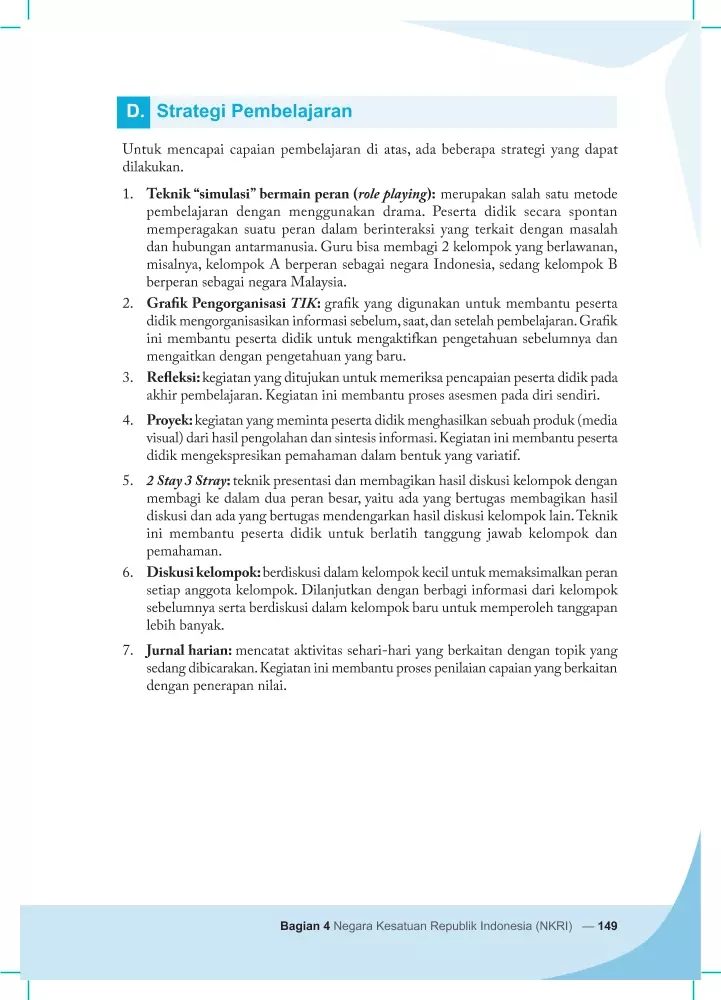 D. Strategi Pembelajaran
Untuk mencapai capaian pembelajaran di atas, ada beberapa strategi yang dapat
dilakukan.
1. Teknik “simulasi” bermain peran (role playing): merupakan salah satu metode
pembelajaran dengan menggunakan drama. Peserta didik secara spontan
memperagakan suatu peran dalam berinteraksi yang terkait dengan masalah
dan hubungan antarmanusia. Guru bisa membagi 2 kelompok yang berlawanan,
misalnya, kelompok A berperan sebagai negara Indonesia, sedang kelompok B
berperan sebagai negara Malaysia.
2. Grafik Pengorganisasi TIK: grafik yang digunakan untuk membantu peserta
didik mengorganisasikan informasi sebelum, saat, dan setelah pembelajaran. Grafik
ini membantu peserta didik untuk mengaktifkan pengetahuan sebelumnya dan
mengaitkan dengan pengetahuan yang baru.
3. Refleksi: kegiatan yang ditujukan untuk memeriksa pencapaian peserta didik pada
akhir pembelajaran. Kegiatan ini membantu proses asesmen pada diri sendiri.
4. Proyek: kegiatan yang meminta peserta didik menghasilkan sebuah produk (media
visual) dari hasil pengolahan dan sintesis informasi. Kegiatan ini membantu peserta
didik mengekspresikan pemahaman dalam bentuk yang variatif.
5. 2 Stay 3 Stray: teknik presentasi dan membagikan hasil diskusi kelompok dengan
membagi ke dalam dua peran besar, yaitu ada yang bertugas membagikan hasil
diskusi dan ada yang bertugas mendengarkan hasil diskusi kelompok lain. Teknik
ini membantu peserta didik untuk berlatih tanggung jawab kelompok dan
pemahaman.
6. Diskusi kelompok: berdiskusi dalam kelompok kecil untuk memaksimalkan peran
setiap anggota kelompok. Dilanjutkan dengan berbagi informasi dari kelompok
sebelumnya serta berdiskusi dalam kelompok baru untuk memperoleh tanggapan
lebih banyak.
7. Jurnal harian: mencatat aktivitas sehari-hari yang berkaitan dengan topik yang
sedang dibicarakan. Kegiatan ini membantu proses penilaian capaian yang berkaitan
dengan penerapan nilai.
Bagian 4 Negara Kesatuan Republik Indonesia (NKRI) — 149